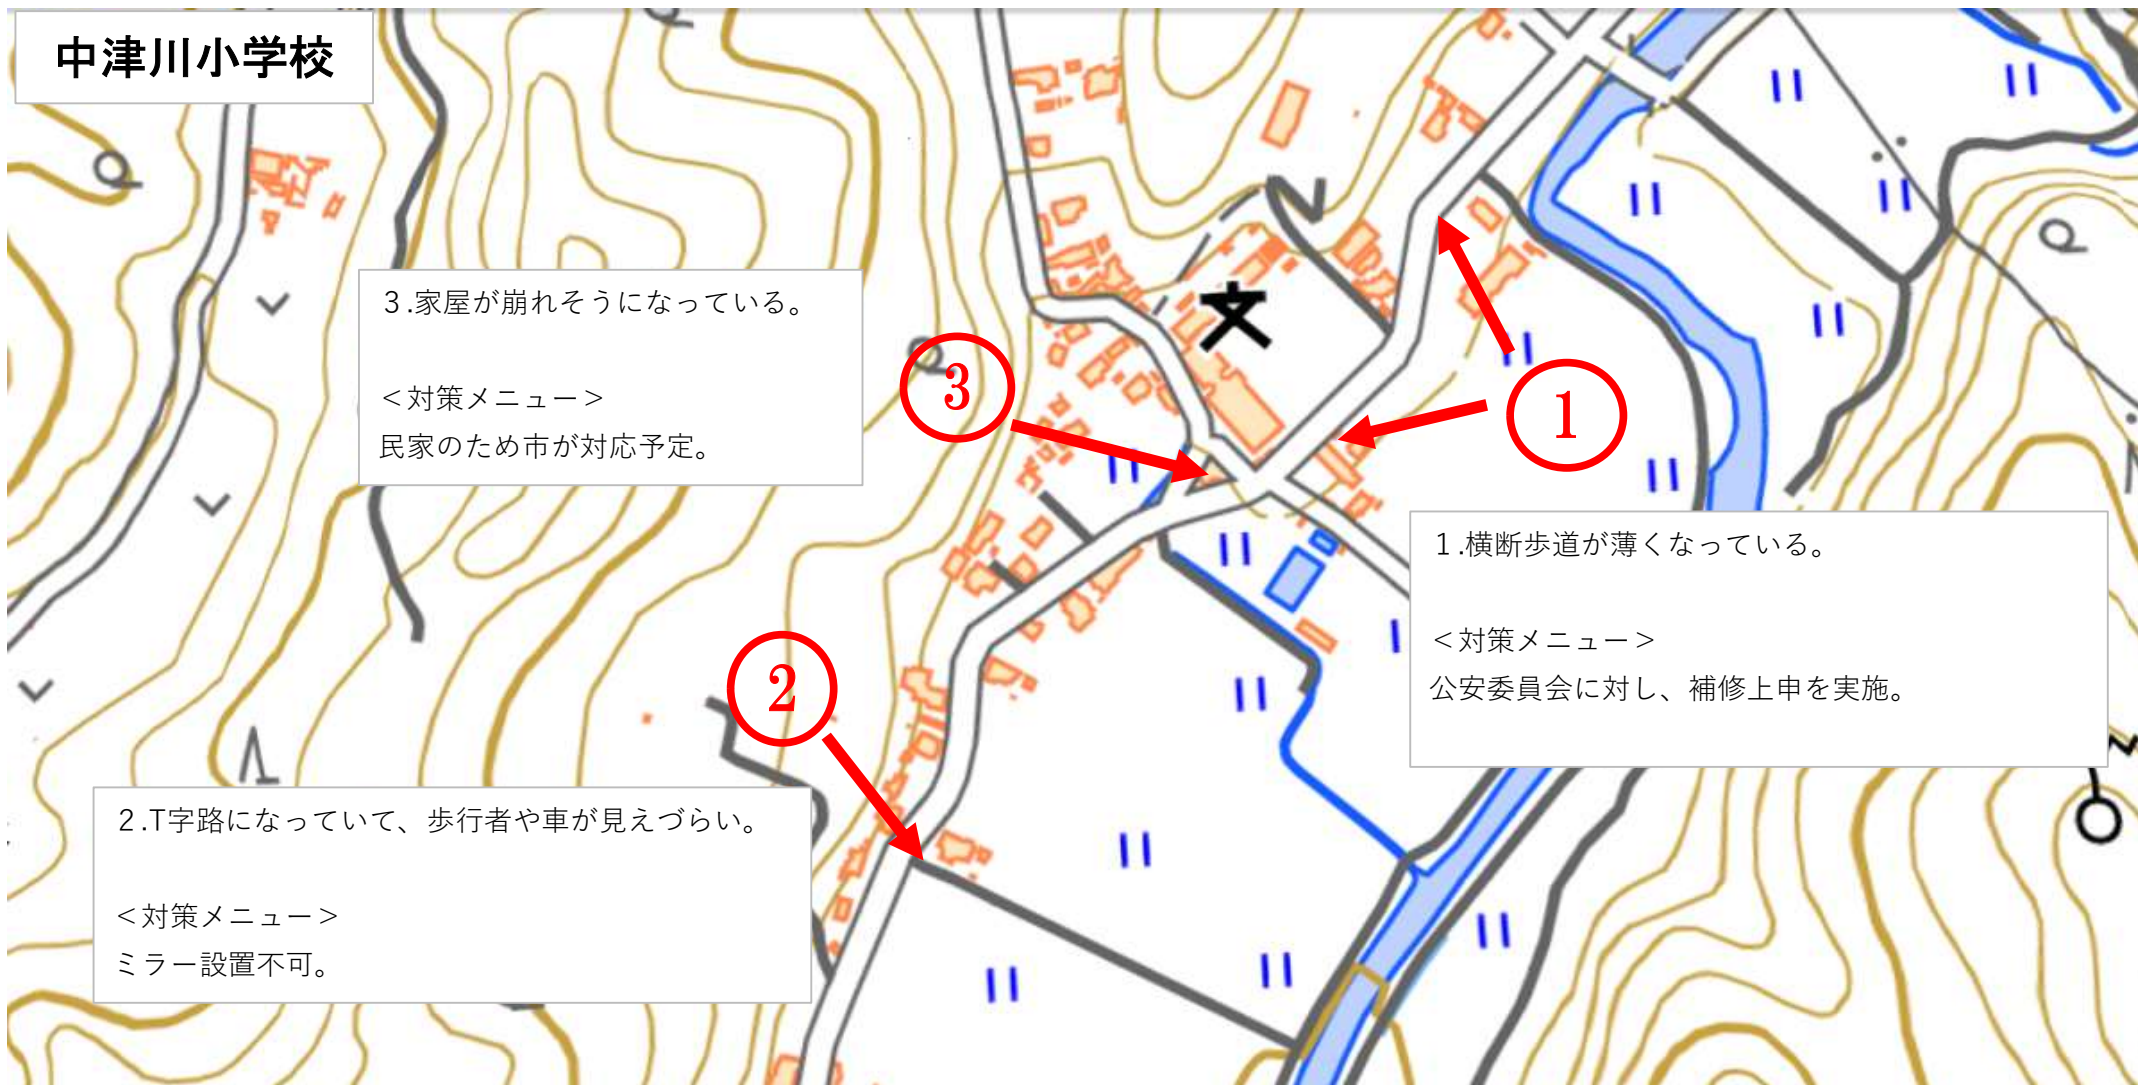 中津川小学校
３.家屋が崩れそうになっている。
＜対策メニュー＞
民家のため市が対応予定。
3
1
１.横断歩道が薄くなっている。
＜対策メニュー＞
公安委員会に対し、補修上申を実施。
2
２.T字路になっていて、歩行者や車が見えづらい。
＜対策メニュー＞
ミラー設置不可。